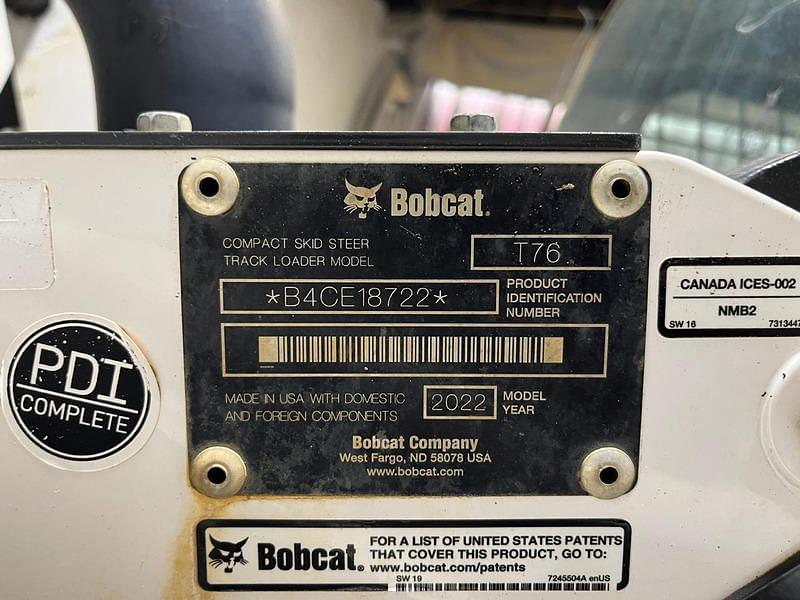 Bobcat.
COMPACT SKID STEER
TRACK LOADER MODEL
T76
*B4CE18722*
PRODUCT
IDENTIFICATION
NUMBER
MADE IN USA WITH DOMESTIC
AND FOREIGN COMPONENTS
2022
MODEL
YEAR
Bobcat Company
West Fargo, ND 58078 USA
www.bobcat.com
PDI
COMPLETE
CANADA ICES-002
NMB2
SW 16
7313447
Bobcat.
FOR A LIST OF UNITED STATES PATENTS
THAT COVER THIS PRODUCT, GO TO:
www.bobcat.com/patents
SW 19
7245504A enUS